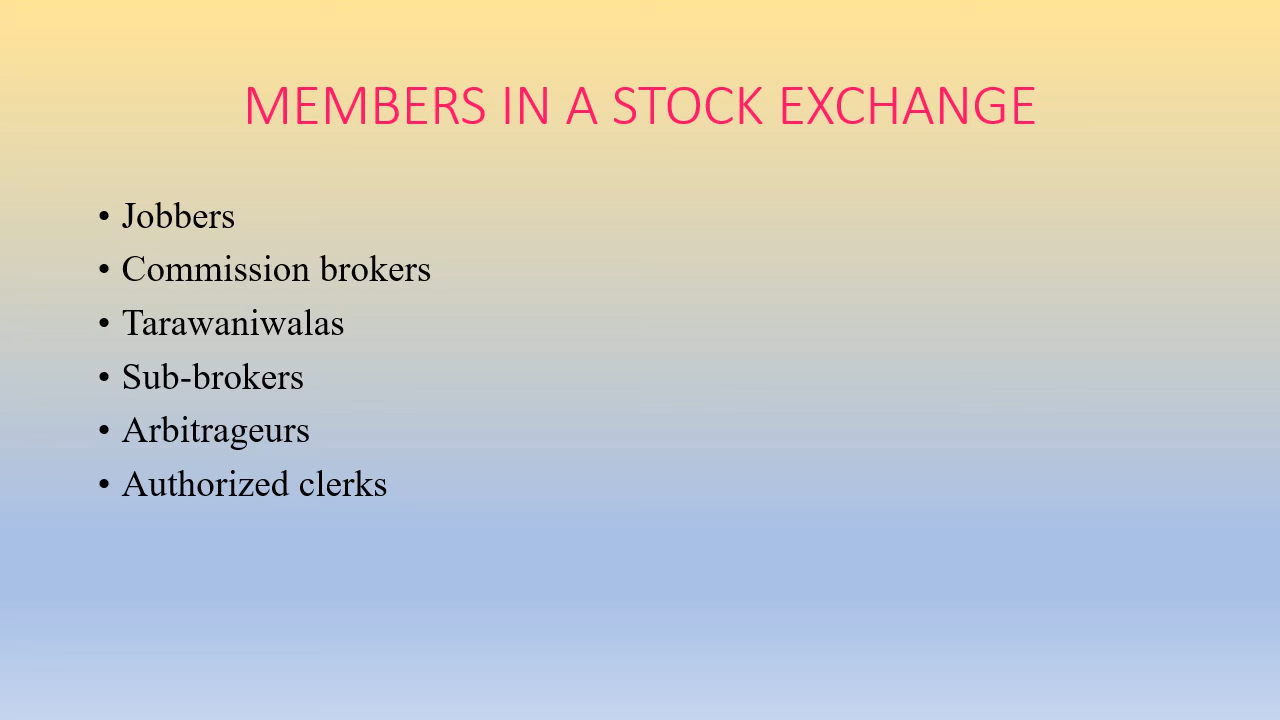 MEMBERS IN A STOCK EXCHANGE
• Jobbers
• Commission brokers
• Tarawaniwalas
• Sub-brokers
• Arbitrageurs
• Authorized clerks